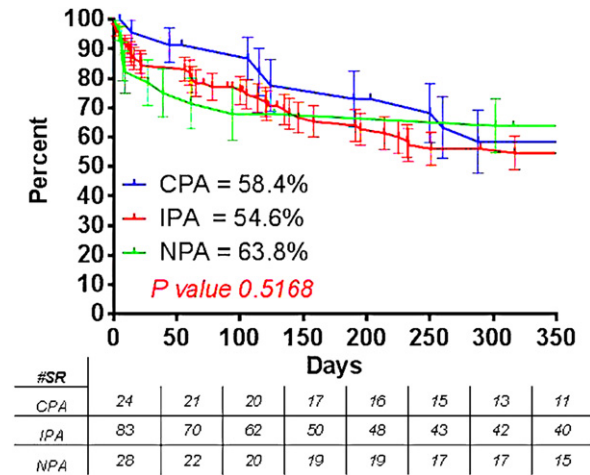 100
90
80
70
60
50
40
30
20
10
0
Percent
CPA = 58.4%
IPA = 54.6%
NPA = 63.8%
P value 0.5168
0 50 100 150 200 250 300 350
Days
#SR
CPA 24 21 20 17 16 15 13 11
IPA 83 70 62 50 48 43 42 40
NPA 28 22 20 19 19 17 17 15